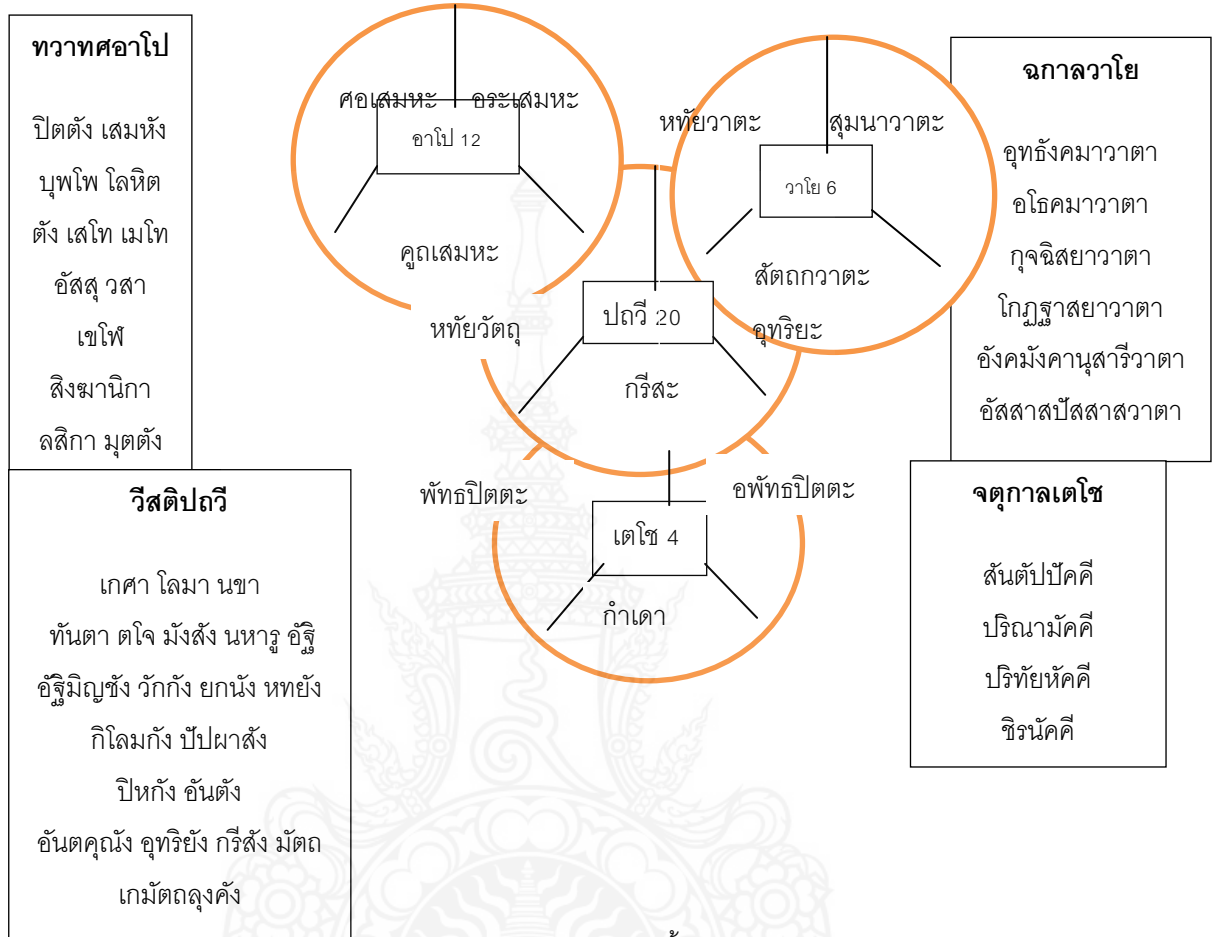 ทวาทศอาโป
ปิตตัง เสมหัง
บุพโพ โลหิต
ตัง เสโท เมโท
อัสสุ วสา
เขโฬ
สิงฆานิกา
ลสิกา มุตตัง
วีสติปถวี
เกศา โลมา นขา
ทันตา ตโจ มังสัง นหารู อัฐิ
อัฐิมิญชัง วักกัง ยกนัง หทยัง
กิโลมกัง ปัปผาสัง
ปิหกัง อันตัง
อันตคุณัง อุทริยัง กรีสัง มัตถ
เกมัตถลุงคัง
ศอเสมหะ อระเสมหะ
อาโป 12
คูถเสมหะ
หทัยวาตะ สุมนาวาตะ
วาโย 6
สัตถกวาตะ
หทัยวัตถุ ปถวี 20 อุทริยะ
กรีสะ
พัทธปิตตะ อพัทธปิตตะ
เตโช 4
กำเดา
ฉกาลวาโย
อุทธังคมาวาตา
อโธคมาวาตา
กุจฉิสยาวาตา
โกฏฐาสยาวาตา
อังคมังคานุสารีวาตา
อัสสาสปัสสาสวาตา
จตุกาลเตโช
สันตัปปัคคี
ปริณามัคคี
ปริทัยหัคคี
ชิรนัคคี